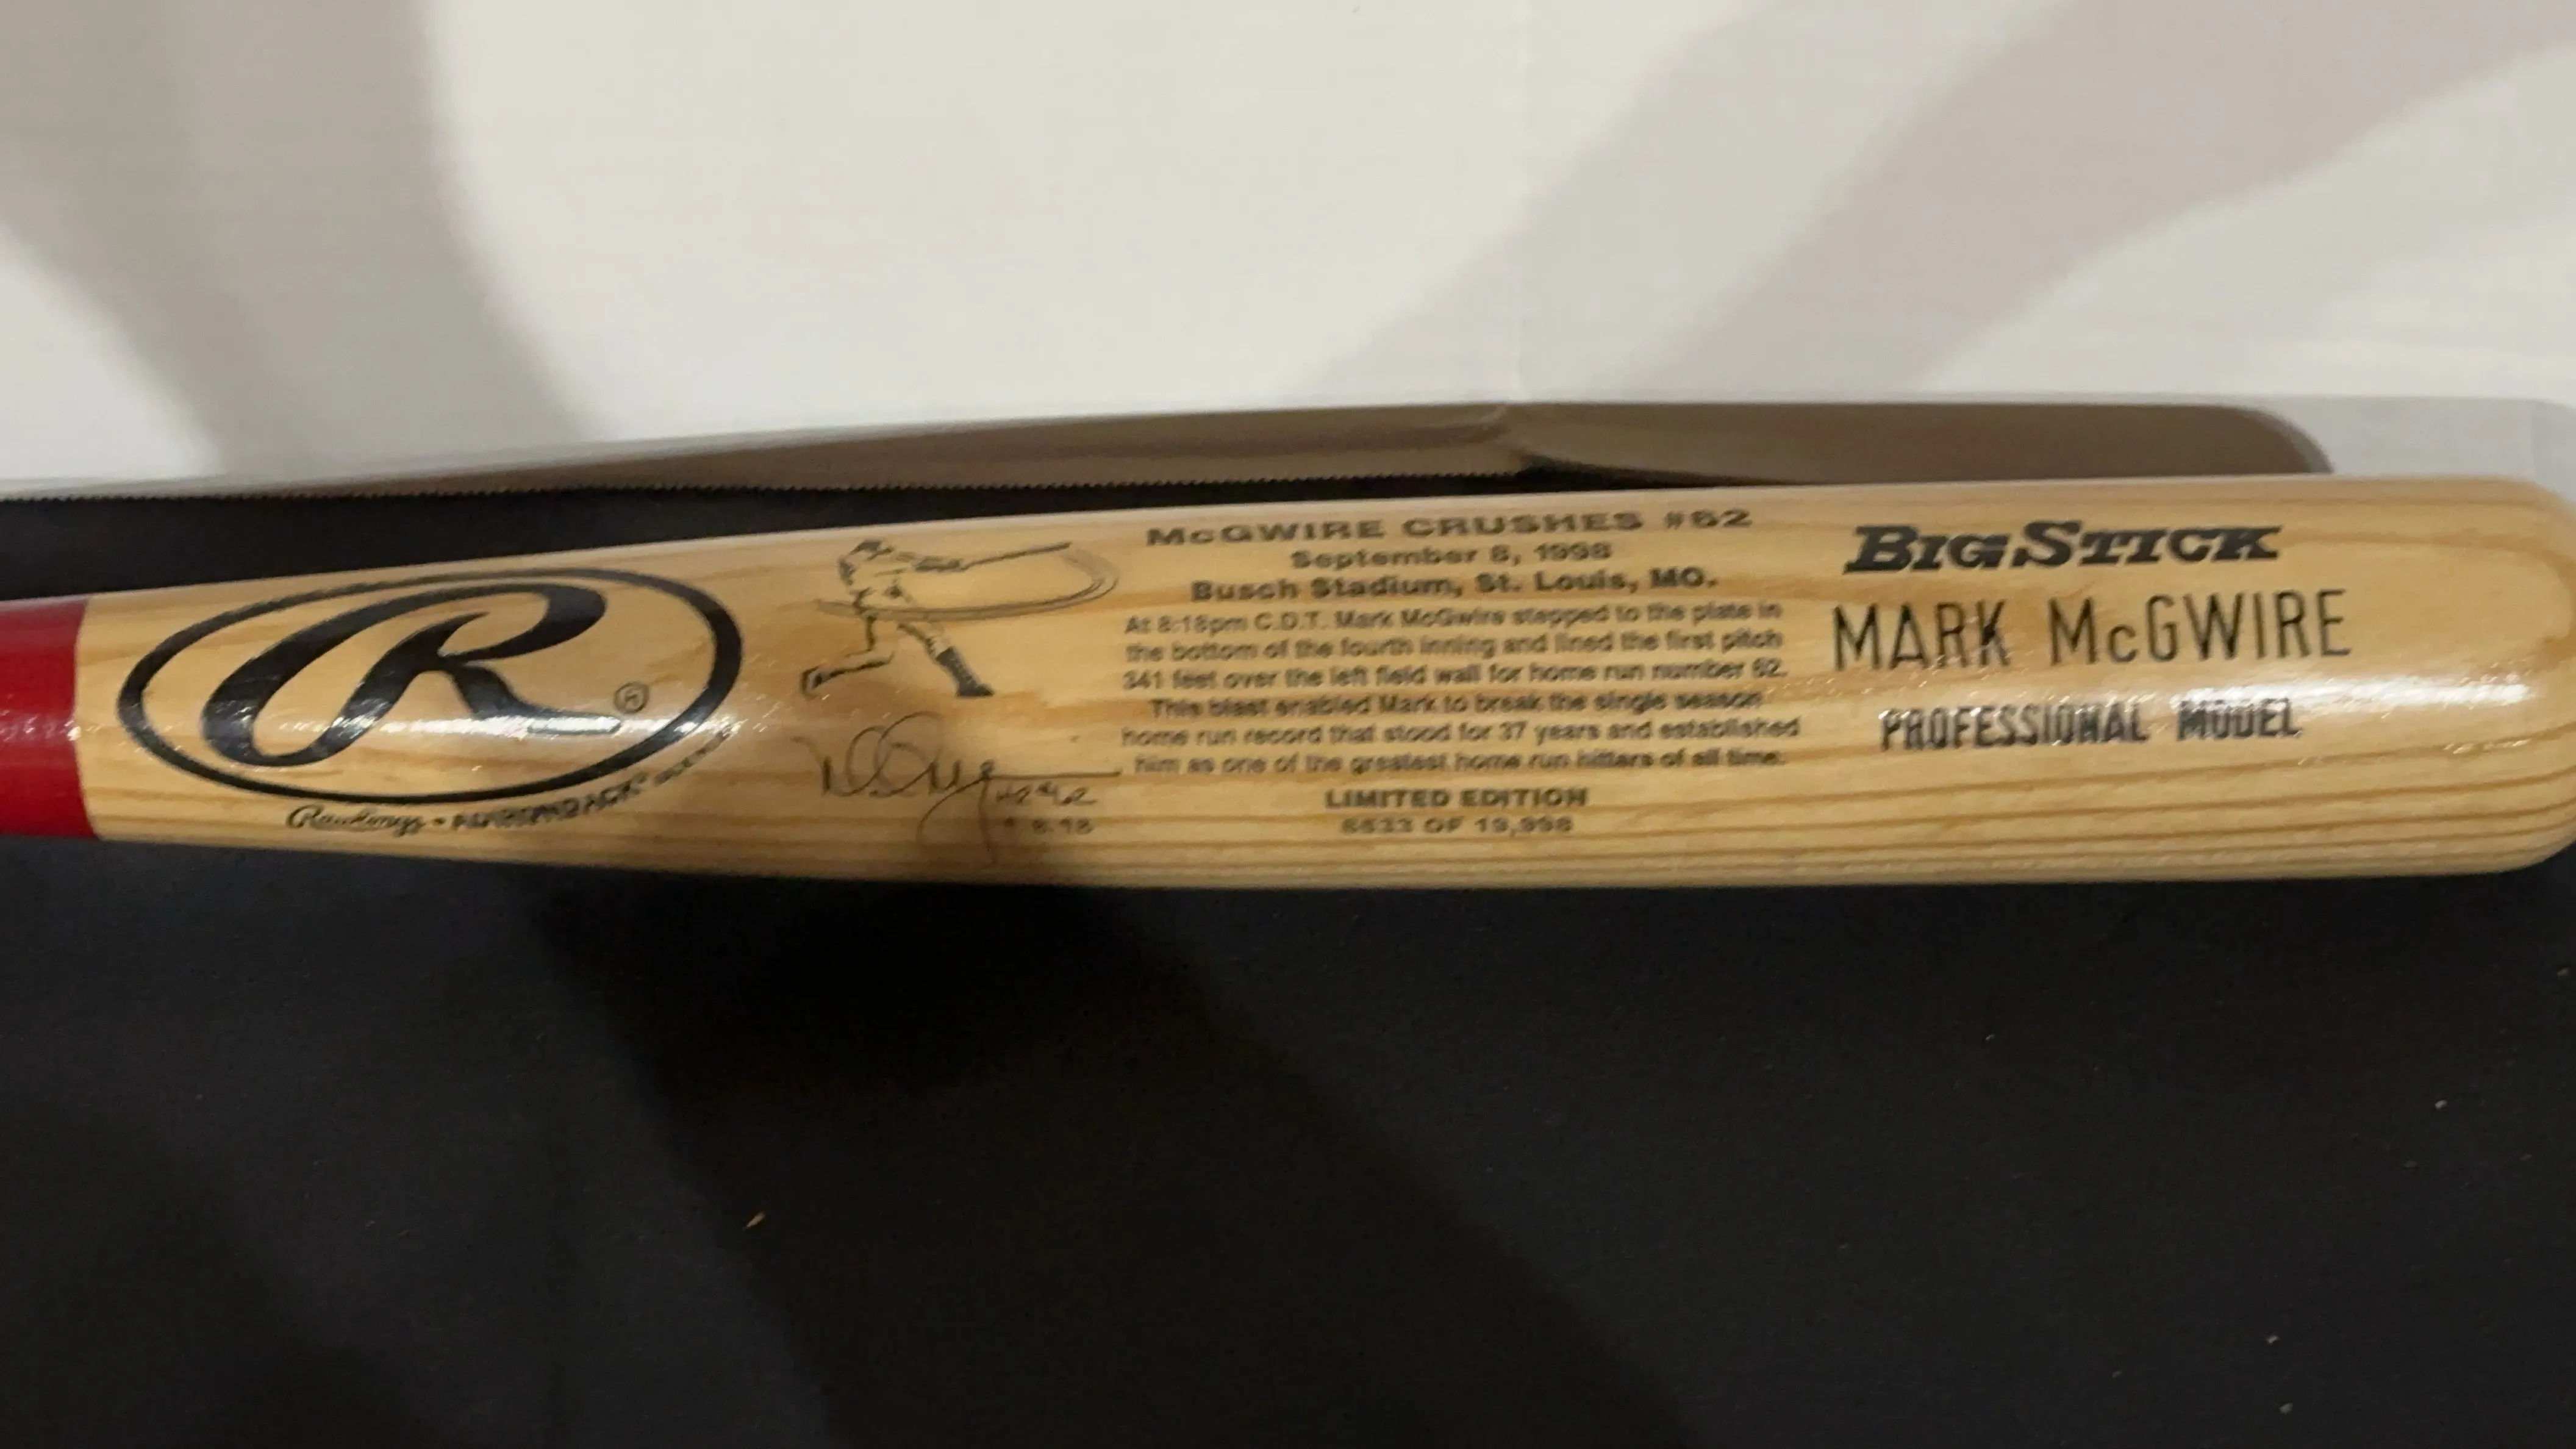 R
®
Rawlings - ADIRONDACK®
McGWIRE CRUSHES #62
September 8, 1998
Busch Stadium, St. Louis, MO.
At 8:18pm C.D.T. Mark McGwire stepped to the plate in
the bottom of the fourth inning and lined the first pitch
341 feet over the left field wall for home run number 62.
This blast enabled Mark to break the single season
home run record that stood for 37 years and established
him as one of the greatest home run hitters of all time.
LIMITED EDITION
OF 19,998
BIG STICK
MARK McGWIRE
PROFESSIONAL MODEL